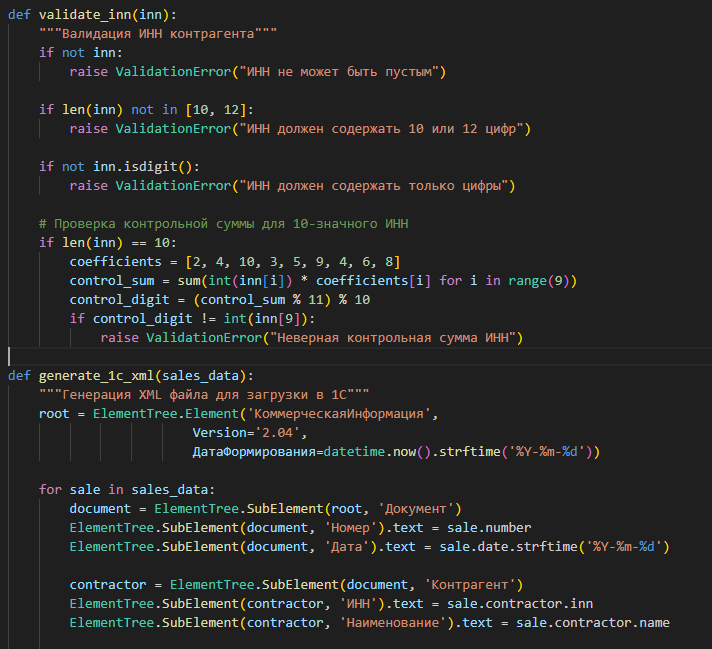 def validate_inn(inn):
    """Валидация ИНН контрагента"""
    if not inn:
        raise ValidationError("ИНН не может быть пустым")

    if len(inn) not in [10, 12]:
        raise ValidationError("ИНН должен содержать 10 или 12 цифр")

    if not inn.isdigit():
        raise ValidationError("ИНН должен содержать только цифры")

    # Проверка контрольной суммы для 10-значного ИНН
    if len(inn) == 10:
        coefficients = [2, 4, 10, 3, 5, 9, 4, 6, 8]
        control_sum = sum(int(inn[i]) * coefficients[i] for i in range(9))
        control_digit = (control_sum % 11) % 10
        if control_digit != int(inn[9]):
            raise ValidationError("Неверная контрольная сумма ИНН")

def generate_1c_xml(sales_data):
    """Генерация XML файла для загрузки в 1С"""
    root = ElementTree.Element('КоммерческаяИнформация',
                        Version='2.04',
                        ДатаФормирования=datetime.now().strftime('%Y-%m-%d'))

    for sale in sales_data:
        document = ElementTree.SubElement(root, 'Документ')
        ElementTree.SubElement(document, 'Номер').text = sale.number
        ElementTree.SubElement(document, 'Дата').text = sale.date.strftime('%Y-%m-%d')

        contractor = ElementTree.SubElement(document, 'Контрагент')
        ElementTree.SubElement(contractor, 'ИНН').text = sale.contractor.inn
        ElementTree.SubElement(contractor, 'Наименование').text = sale.contractor.name